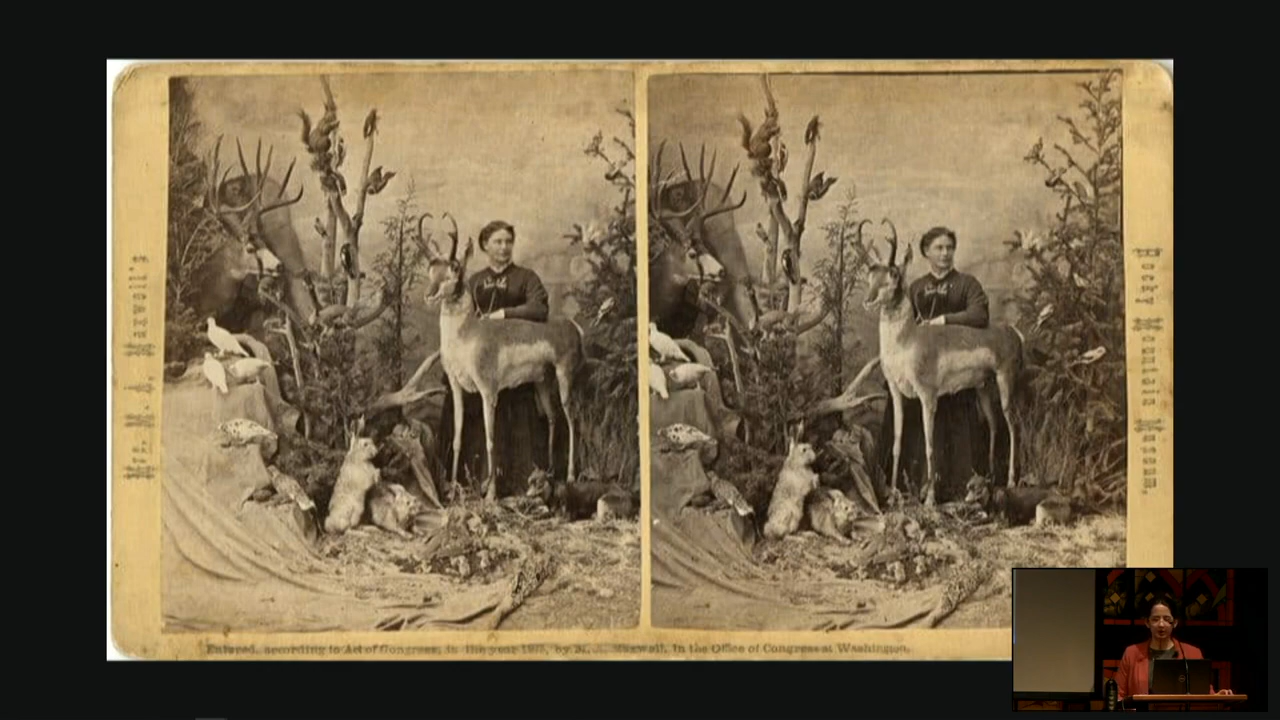 Mrs. M. A. Maxwell's
Rocky Mountain Museum,
Entered, according to Act of Congress, in the year 1875, by M. A. Maxwell, in the Office of Congress at Washington.